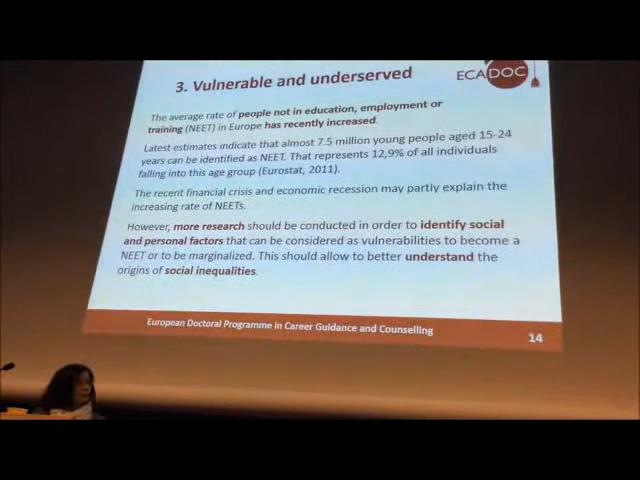 3. Vulnerable and underserved
ECADOC
The average rate of people not in education, employment or
training (NEET) in Europe has recently increased.
Latest estimates indicate that almost 7.5 million young people aged 15-24
years can be identified as NEET. That represents 12,9% of all individuals
falling into this age group (Eurostat, 2011).
The recent financial crisis and economic recession may partly explain the
increasing rate of NEETs.
However, more research should be conducted in order to identify social
and personal factors that can be considered as vulnerabilities to become a
NEET or to be marginalized. This should allow to better understand the
origins of social inequalities.
European Doctoral Programme in Career Guidance and Counselling
14